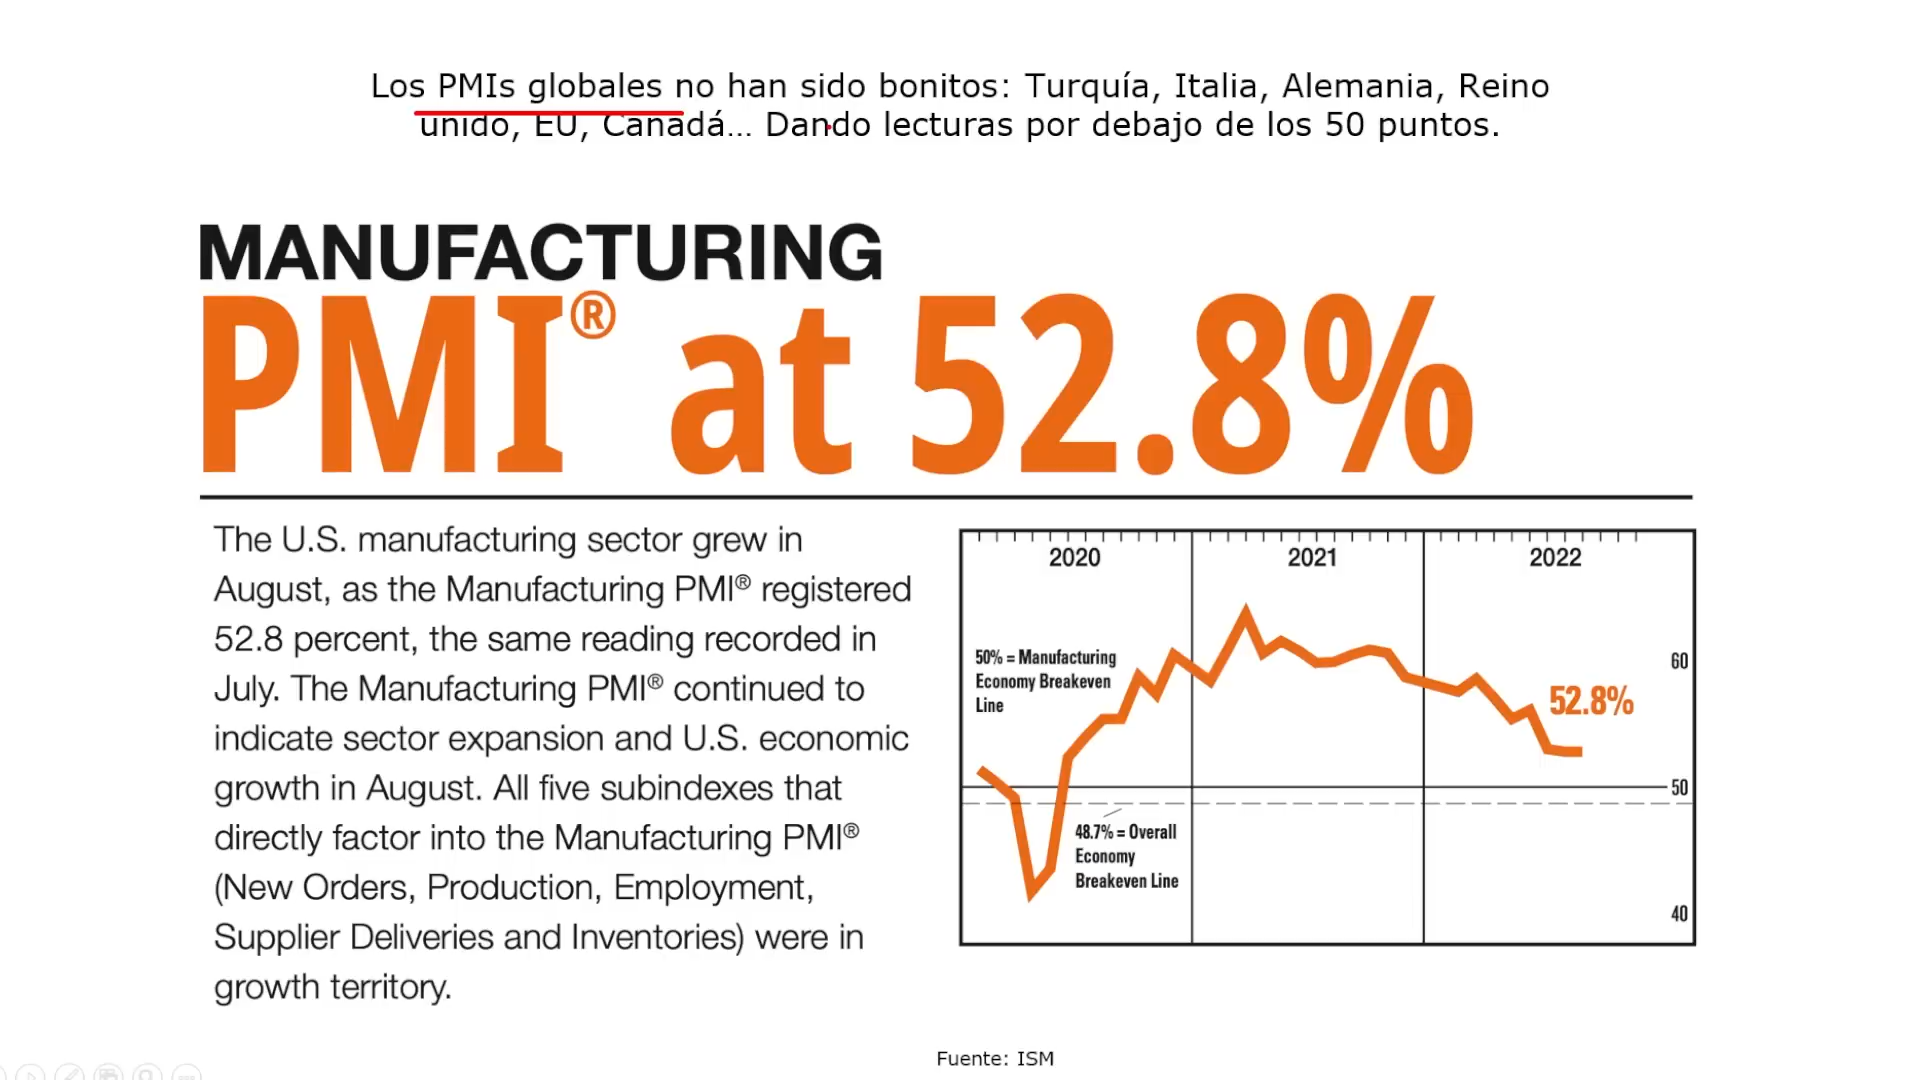 Los PMIs globales no han sido bonitos: Turquía, Italia, Alemania, Reino
unido, EU, Canadá... Dando lecturas por debajo de los 50 puntos.
MANUFACTURING
PMI® at 52.8%
The U.S. manufacturing sector grew in
August, as the Manufacturing PMI® registered
52.8 percent, the same reading recorded in
July. The Manufacturing PMI® continued to
indicate sector expansion and U.S. economic
growth in August. All five subindexes that
directly factor into the Manufacturing PMI®
(New Orders, Production, Employment,
Supplier Deliveries and Inventories) were in
growth territory.
2020 2021 2022
50% = Manufacturing
Economy Breakeven
Line
60
52.8%
50
48.7% = Overall
Economy
Breakeven Line
40
Fuente: ISM